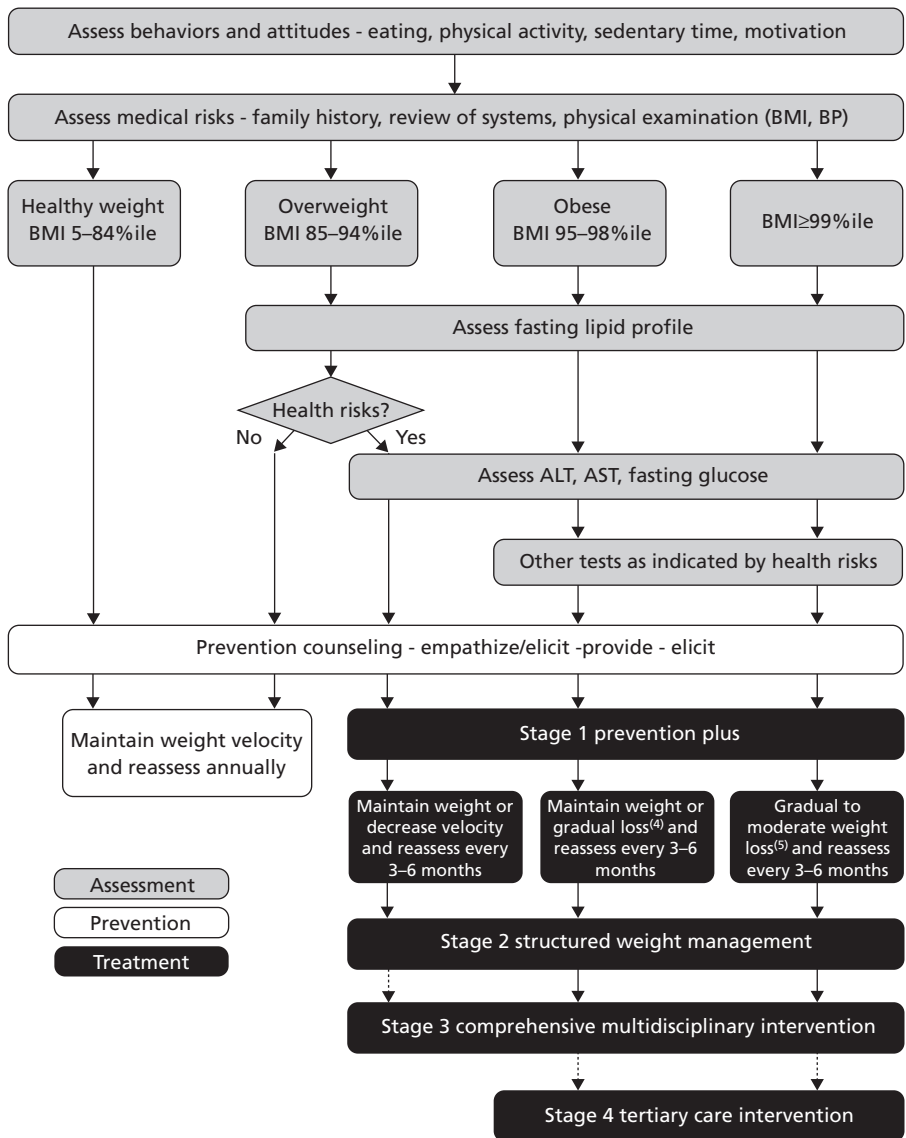 Assess behaviors and attitudes - eating, physical activity, sedentary time, motivation
Assess medical risks - family history, review of systems, physical examination (BMI, BP)
Healthy weight
BMI 5–84%ile
Overweight
BMI 85–94%ile
Obese
BMI 95–98%ile
BMI≥99%ile
Assess fasting lipid profile
Health risks?
No
Yes
Assess ALT, AST, fasting glucose
Other tests as indicated by health risks
Prevention counseling - empathize/elicit -provide - elicit
Maintain weight velocity
and reassess annually
Stage 1 prevention plus
Maintain weight or
decrease velocity
and reassess every
3–6 months
Maintain weight or
gradual loss(4) and
reassess every 3–6
months
Gradual to
moderate weight
loss(5) and reassess
every 3–6 months
Assessment
Prevention
Treatment
Stage 2 structured weight management
Stage 3 comprehensive multidisciplinary intervention
Stage 4 tertiary care intervention